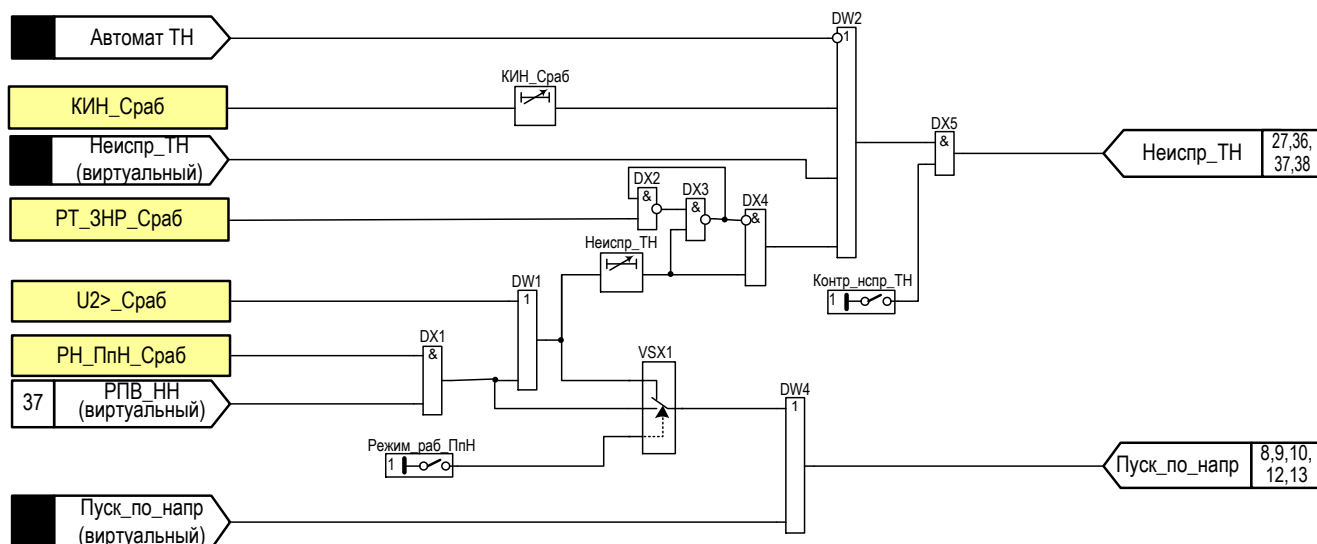 DW2
Автомат ТН
1
КИН_Сраб
КИН_Сраб
Неиспр_ТН
(виртуальный)
DX5
&
Неиспр_ТН
27,36,
37,38
DX2
&
DX3
&
DX4
&
РТ_ЗНР_Сраб
Неиспр_ТН
Контр_нспр_ТН
1
DW1
1
U2>_Сраб
РН_ПпН_Сраб
DX1
&
VSX1
37
РПВ_НН
(виртуальный)
DW4
1
Режим_раб_ПпН
1
Пуск_по_напр
8,9,10,
12,13
Пуск_по_напр
(виртуальный)